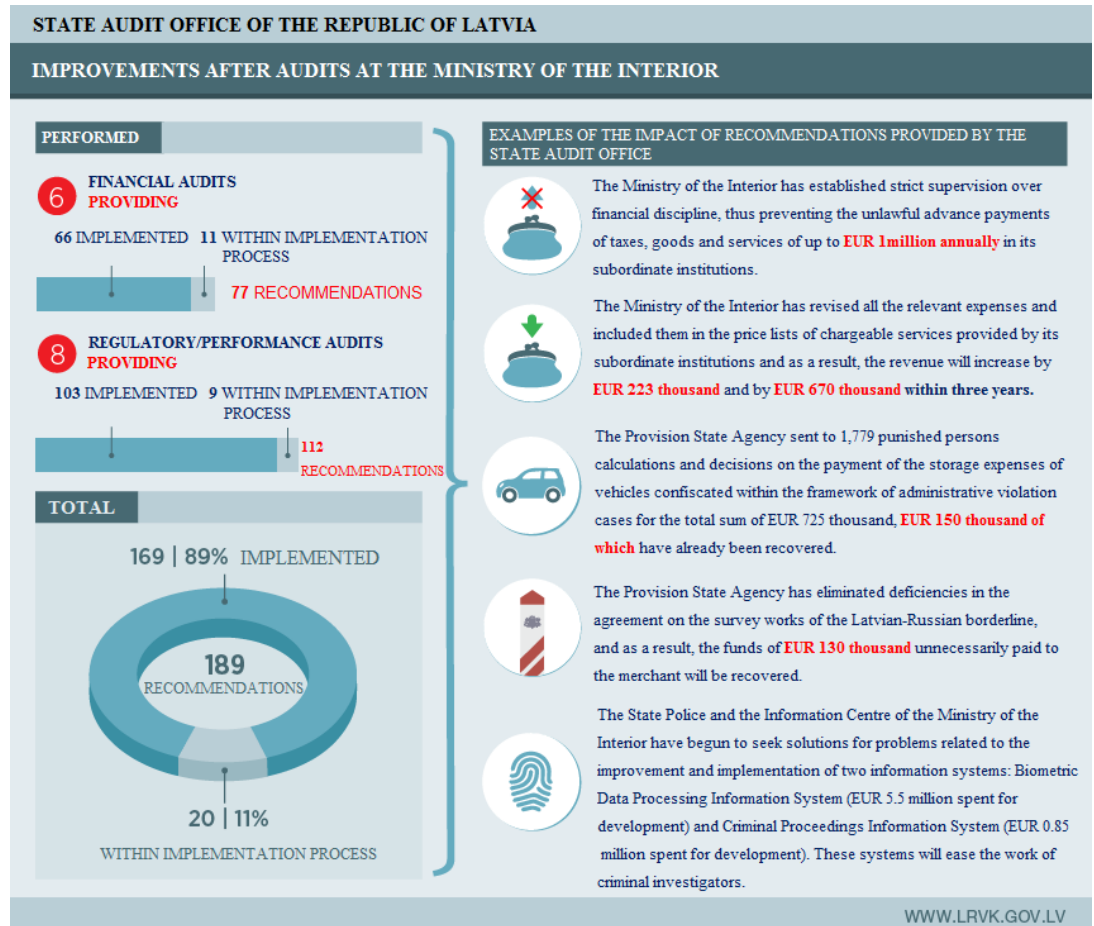 STATE AUDIT OFFICE OF THE REPUBLIC OF LATVIA
IMPROVEMENTS AFTER AUDITS AT THE MINISTRY OF THE INTERIOR
PERFORMED
6
FINANCIAL AUDITS
PROVIDING
66 IMPLEMENTED 11 WITHIN IMPLEMENTATION
PROCESS
77 RECOMMENDATIONS
8
REGULATORY/PERFORMANCE AUDITS
PROVIDING
103 IMPLEMENTED 9 WITHIN IMPLEMENTATION
PROCESS
112
RECOMMENDATIONS
TOTAL
169 | 89% IMPLEMENTED
189
RECOMMENDATIONS
20 | 11%
WITHIN IMPLEMENTATION PROCESS
EXAMPLES OF THE IMPACT OF RECOMMENDATIONS PROVIDED BY THE
STATE AUDIT OFFICE
The Ministry of the Interior has established strict supervision over
financial discipline, thus preventing the unlawful advance payments
of taxes, goods and services of up to EUR 1million annually in its
subordinate institutions.
The Ministry of the Interior has revised all the relevant expenses and
included them in the price lists of chargeable services provided by its
subordinate institutions and as a result, the revenue will increase by
EUR 223 thousand and by EUR 670 thousand within three years.
The Provision State Agency sent to 1,779 punished persons
calculations and decisions on the payment of the storage expenses of
vehicles confiscated within the framework of administrative violation
cases for the total sum of EUR 725 thousand, EUR 150 thousand of
which have already been recovered.
The Provision State Agency has eliminated deficiencies in the
agreement on the survey works of the Latvian-Russian borderline,
and as a result, the funds of EUR 130 thousand unnecessarily paid to
the merchant will be recovered.
The State Police and the Information Centre of the Ministry of the
Interior have begun to seek solutions for problems related to the
improvement and implementation of two information systems: Biometric
Data Processing Information System (EUR 5.5 million spent for
development) and Criminal Proceedings Information System (EUR 0.85
million spent for development). These systems will ease the work of
criminal investigators.
WWW.LRVK.GOV.LV